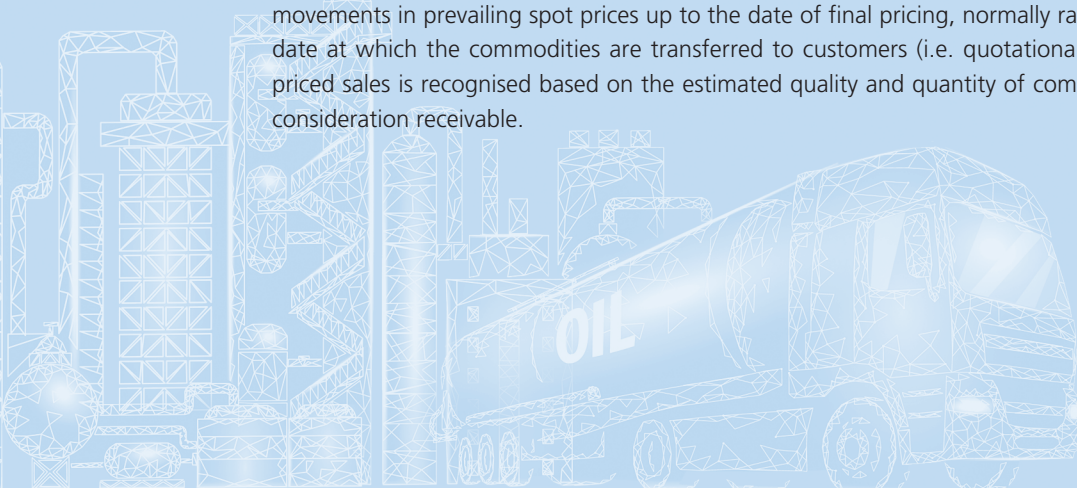 movements in prevailing spot prices up to the date of final pricing, normally ra
date at which the commodities are transferred to customers (i.e. quotational
priced sales is recognised based on the estimated quality and quantity of com
consideration receivable.
OIL